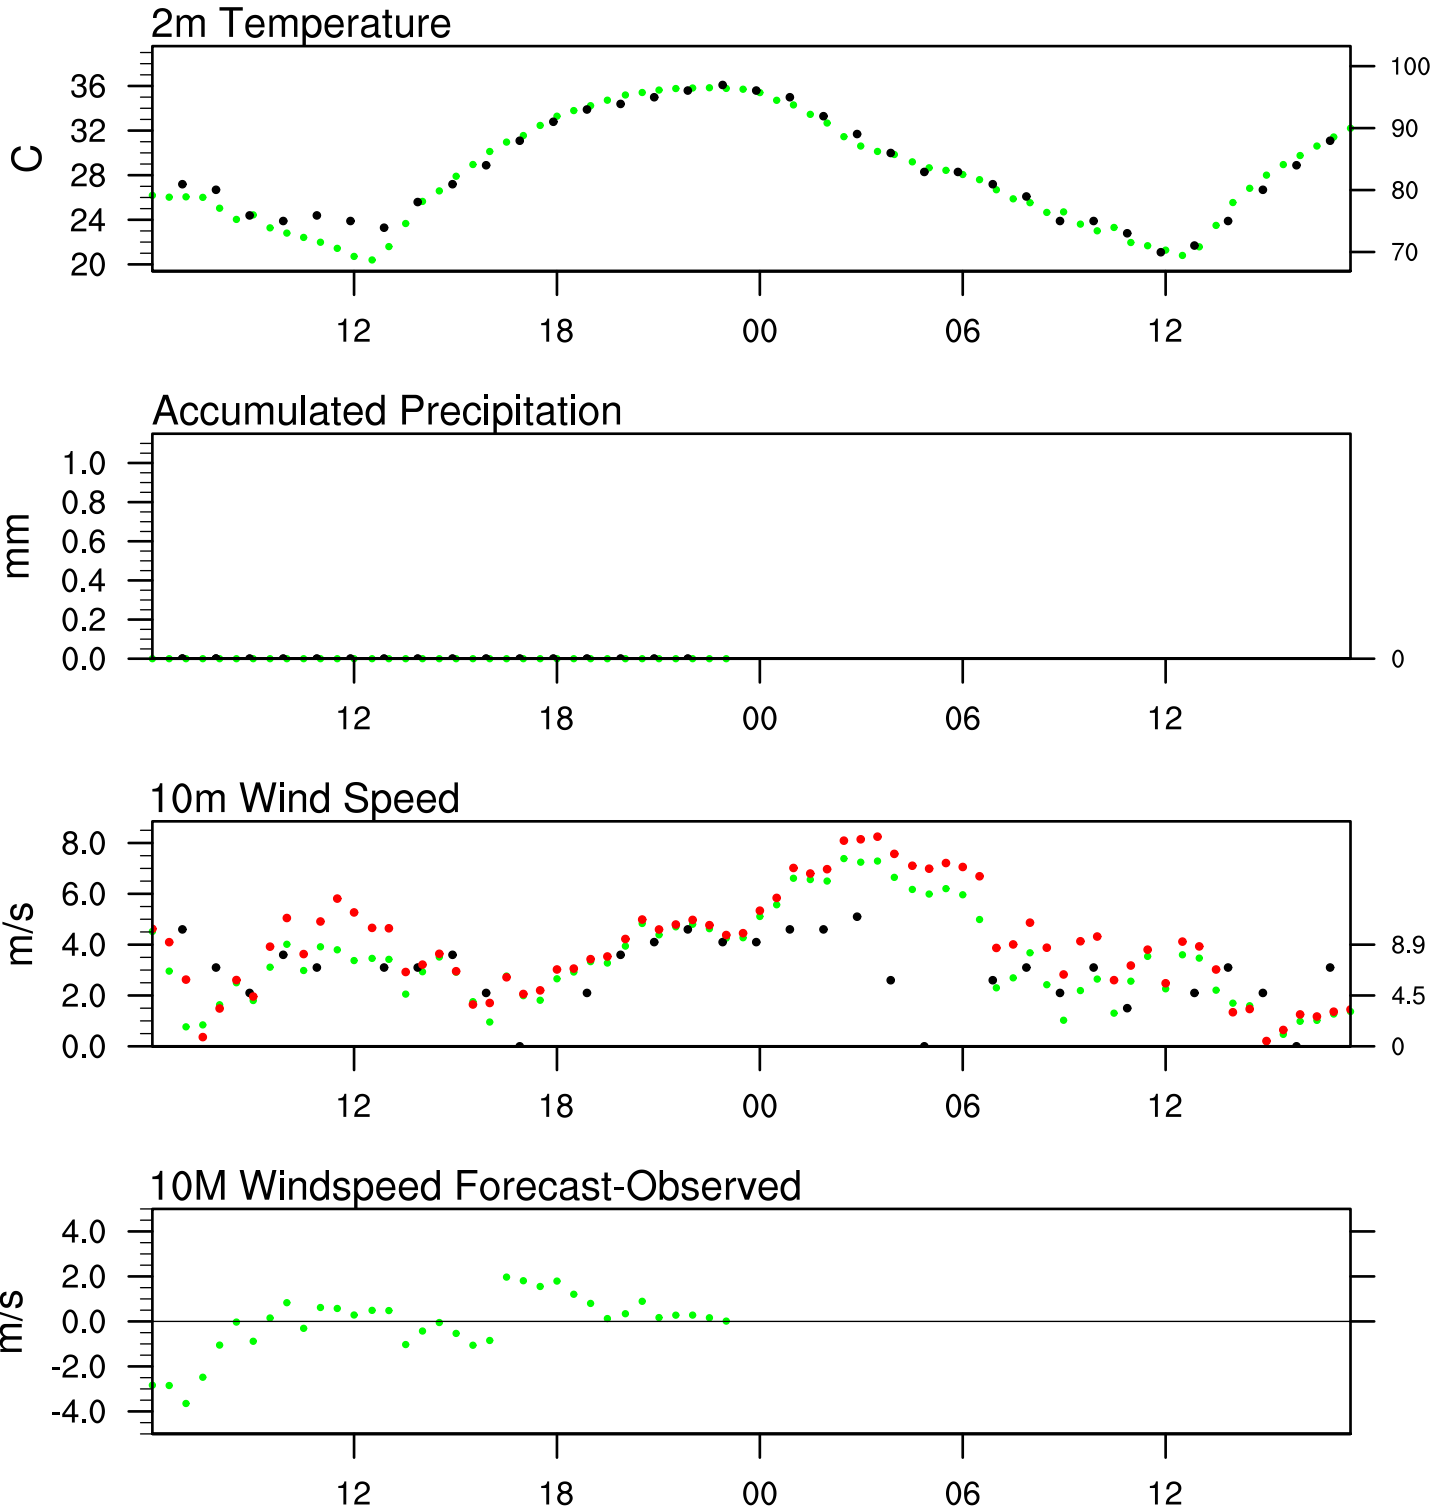 2m Temperature
C
36
32
28
24
20
100
90
80
70
12 18 00 06 12
Accumulated Precipitation
mm
1.0
0.8
0.6
0.4
0.2
0.0
0
12 18 00 06 12
10m Wind Speed
m/s
8.0
6.0
4.0
2.0
0.0
8.9
4.5
0
12 18 00 06 12
10M Windspeed Forecast-Observed
m/s
4.0
2.0
0.0
-2.0
-4.0
12 18 00 06 12